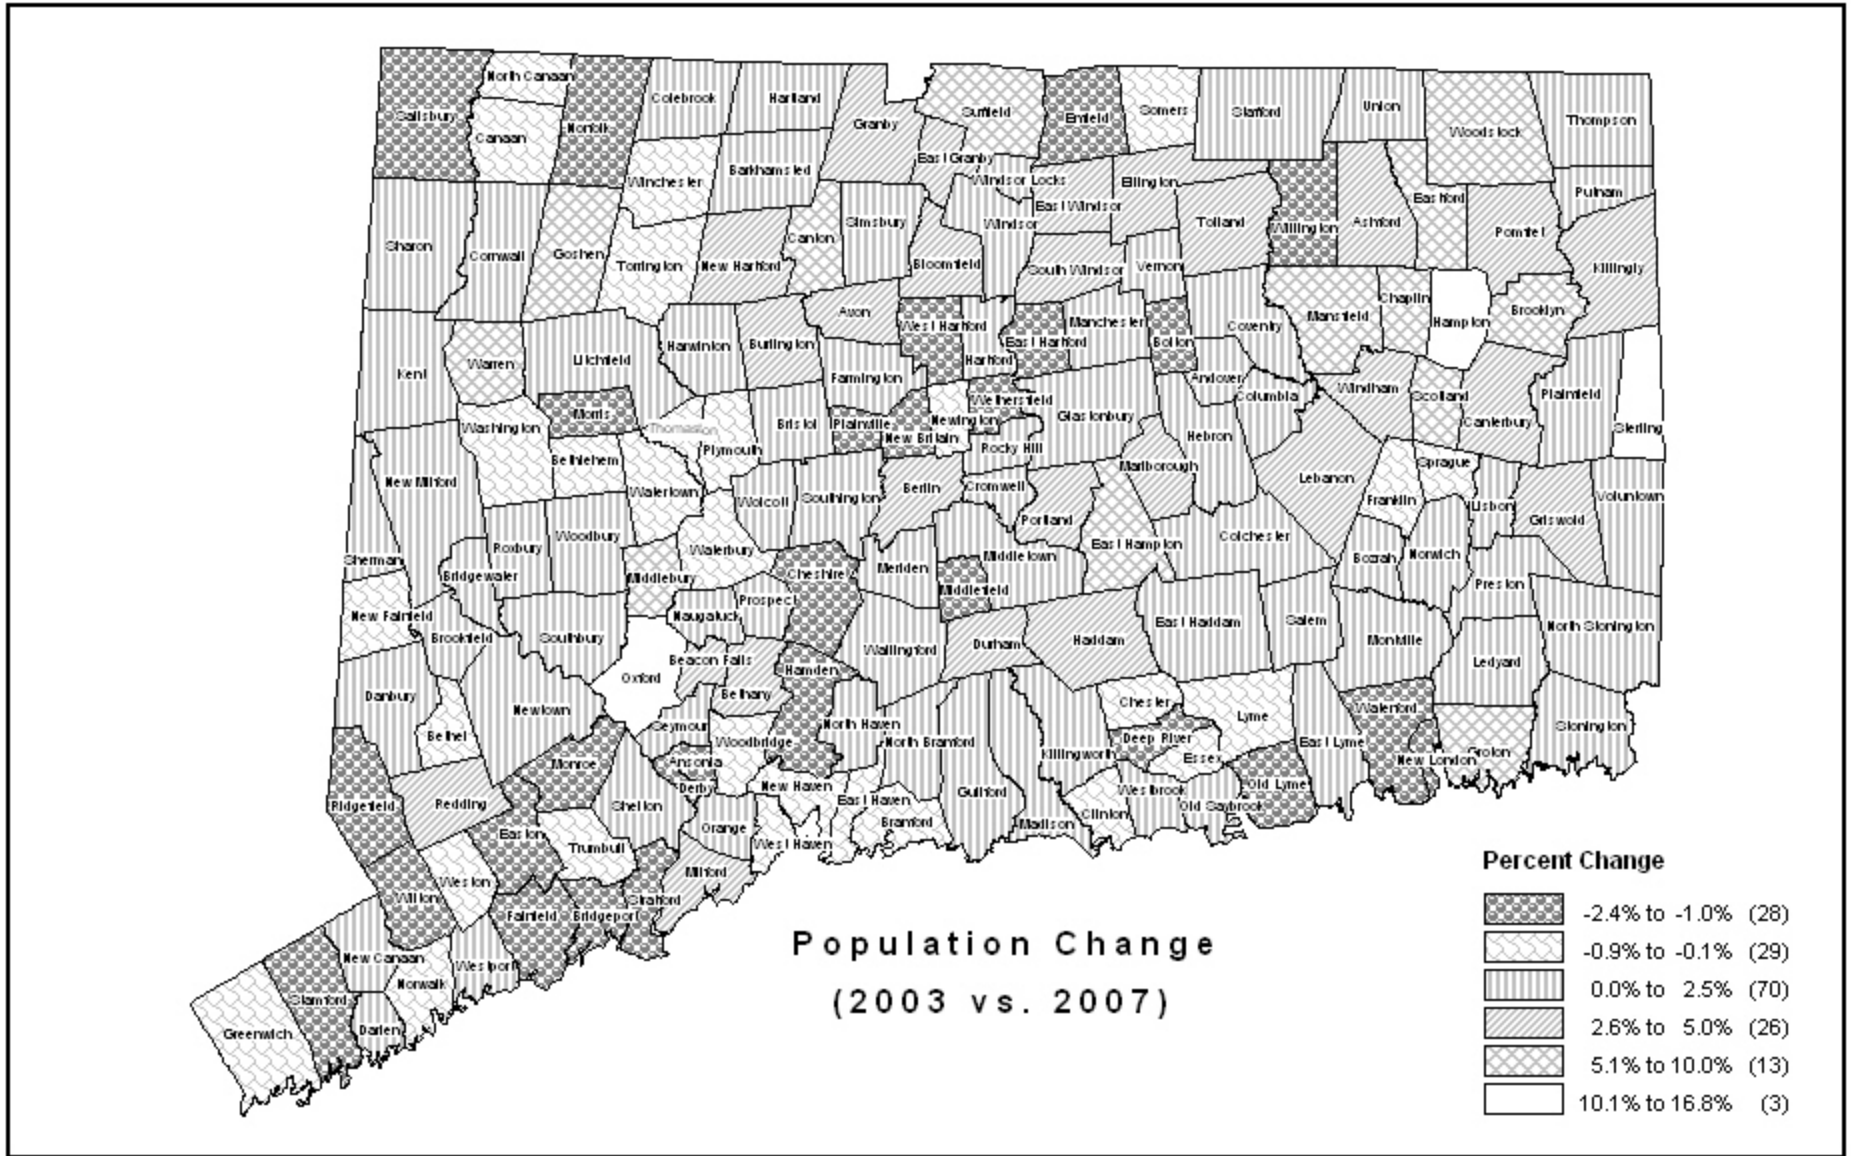 North Canaan
Salisbury
Canaan
Norfolk
Colebrook
Hartland
Granby
Suffield
Enfield
Somers
Stafford
Union
Woodstock
Thompson
East Granby
Winchester
Barkhamsted
Windsor Locks
Ellington
East Windsor
Putnam
Eastford
Sharon
Cornwall
Goshen
Torrington
New Hartford
Canton
Simsbury
Windsor
Bloomfield
South Windsor
Vernon
Tolland
Willington
Ashford
Pomfret
Killingly
Kent
Warren
Litchfield
Harwinton
Burlington
Avon
West Hartford
Hartford
East Hartford
Manchester
Bolton
Coventry
Mansfield
Chaplin
Hampton
Brooklyn
Farmington
Andover
Columbia
Windham
Scotland
Canterbury
Plainfield
Sterling
Washington
Morris
Thomaston
Plymouth
Bristol
Plainville
New Britain
Newington
Wethersfield
Rocky Hill
Glastonbury
Hebron
Marlborough
Lebanon
Sprague
Franklin
Lisbon
Griswold
Voluntown
New Milford
Bethlehem
Watertown
Wolcott
Southington
Berlin
Cromwell
Portland
East Hampton
Colchester
Bozrah
Norwich
Preston
Sherman
Bridgewater
Roxbury
Woodbury
Middlebury
Waterbury
Cheshire
Meriden
Middletown
Middlefield
New Fairfield
Brookfield
Southbury
Naugatuck
Prospect
Wallingford
Durham
Haddam
East Haddam
Salem
Montville
Ledyard
North Stonington
Danbury
Bethel
Newtown
Oxford
Beacon Falls
Bethany
Hamden
Seymour
Woodbridge
North Haven
North Branford
Killingworth
Chester
Deep River
Essex
Lyme
East Lyme
Waterford
New London
Groton
Stonington
Ridgefield
Redding
Monroe
Ansonia
Derby
Shelton
New Haven
East Haven
Branford
Guilford
Madison
Clinton
Westbrook
Old Saybrook
Old Lyme
Easton
Trumbull
Orange
West Haven
Milford
Wilton
Weston
Fairfield
Bridgeport
Stratford
New Canaan
Norwalk
Westport
Stamford
Darien
Greenwich
Population Change
(2003 vs. 2007)
Percent Change
-2.4% to -1.0% (28)
-0.9% to -0.1% (29)
0.0% to 2.5% (70)
2.6% to 5.0% (26)
5.1% to 10.0% (13)
10.1% to 16.8% (3)